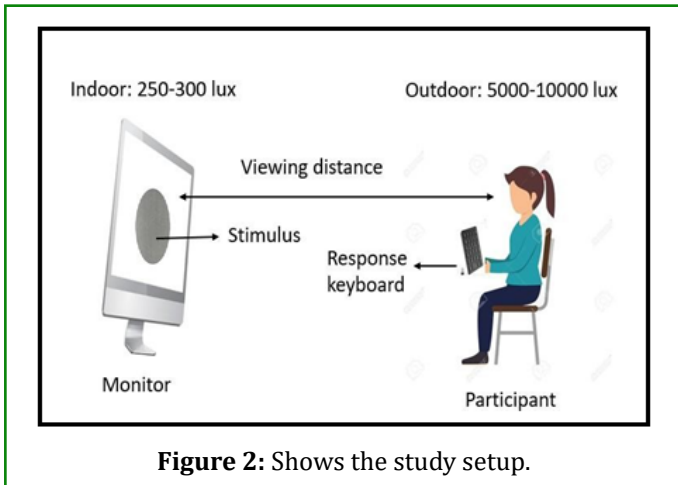 Indoor: 250-300 lux
Outdoor: 5000-10000 lux
Viewing distance
Stimulus
Response
keyboard
Monitor
Participant
Figure 2: Shows the study setup.